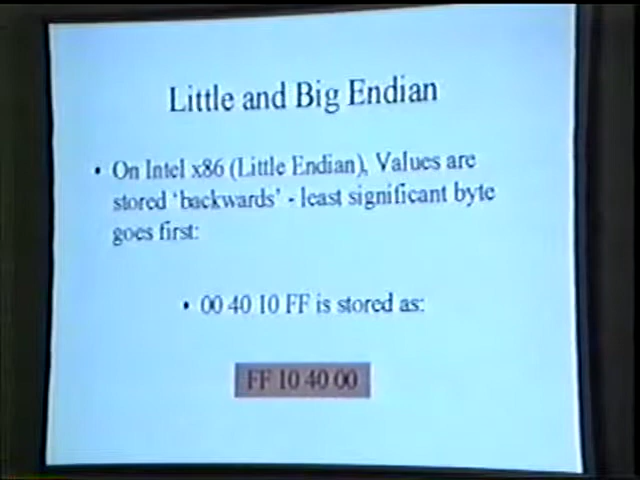 Little and Big Endian
• On Intel x86 (Little Endian), Values are
stored 'backwards' - least significant byte
goes first:
• 00 40 10 FF is stored as:
FF 10 40 00